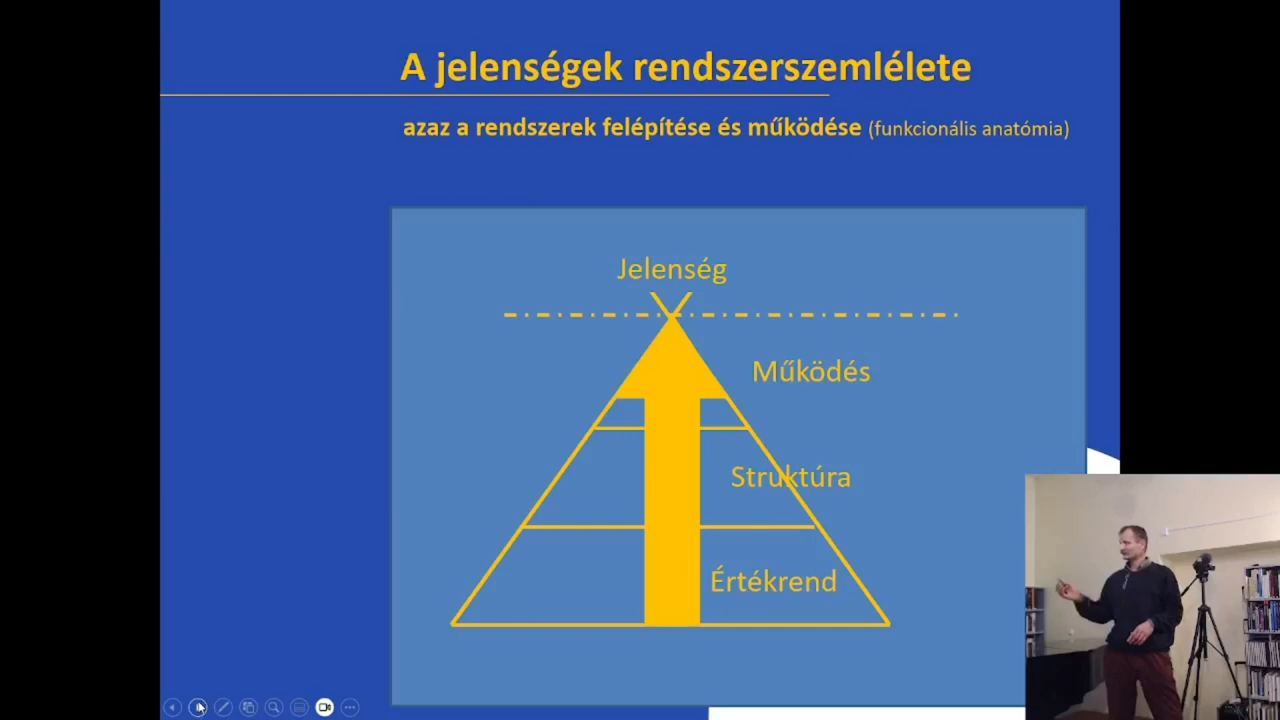 A jelenségek rendszerszemlélete
azaz a rendszerek felépítése és működése (funkcionális anatómia)
Jelenség
Működés
Struktúra
Értékrend